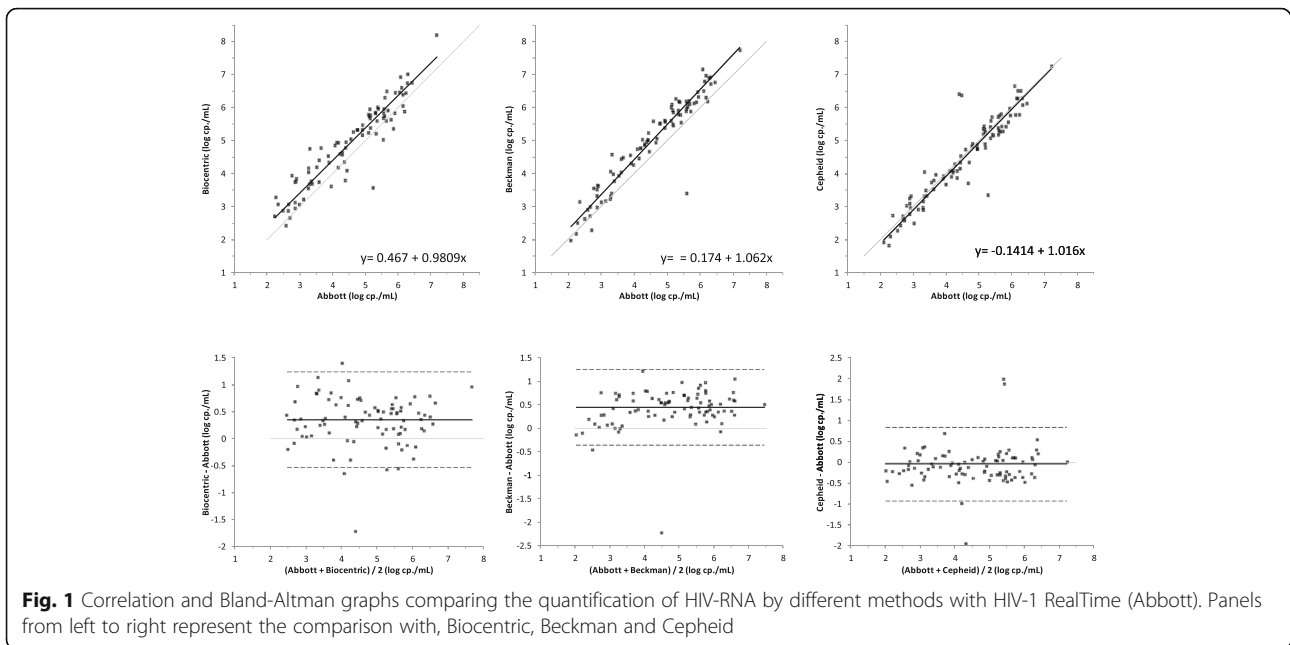 8
7
6
5
4
3
2
1
Biocentric (log cp./mL)
y= 0.467 + 0.9809x
1 2 3 4 5 6 7 8
Abbott (log cp./mL)
8
7
6
5
4
3
2
1
Beckman (log cp./mL)
y= = 0.174 + 1.062x
1 2 3 4 5 6 7 8
Abbott (log cp./mL)
8
7
6
5
4
3
2
1
Cepheid (log cp./mL)
y= -0.1414 + 1.016x
1 2 3 4 5 6 7 8
Abbott (log cp./mL)
1.5
1
0.5
0
-0.5
-1
-1.5
-2
Biocentric - Abbott (log cp./mL)
1 2 3 4 5 6 7 8
(Abbott + Biocentric) / 2 (log cp./mL)
1.5
1
0.5
0
-0.5
-1
-1.5
-2
-2.5
Beckman - Abbott (log cp./mL)
1 2 3 4 5 6 7 8
(Abbott + Beckman) / 2 (log cp./mL)
2.5
2
1.5
1
0.5
0
-0.5
-1
-1.5
-2
Cepheid - Abbott (log cp./mL)
1 2 3 4 5 6 7 8
(Abbott + Cepheid) / 2 (log cp./mL)
Fig. 1 Correlation and Bland-Altman graphs comparing the quantification of HIV-RNA by different methods with HIV-1 RealTime (Abbott). Panels
from left to right represent the comparison with, Biocentric, Beckman and Cepheid